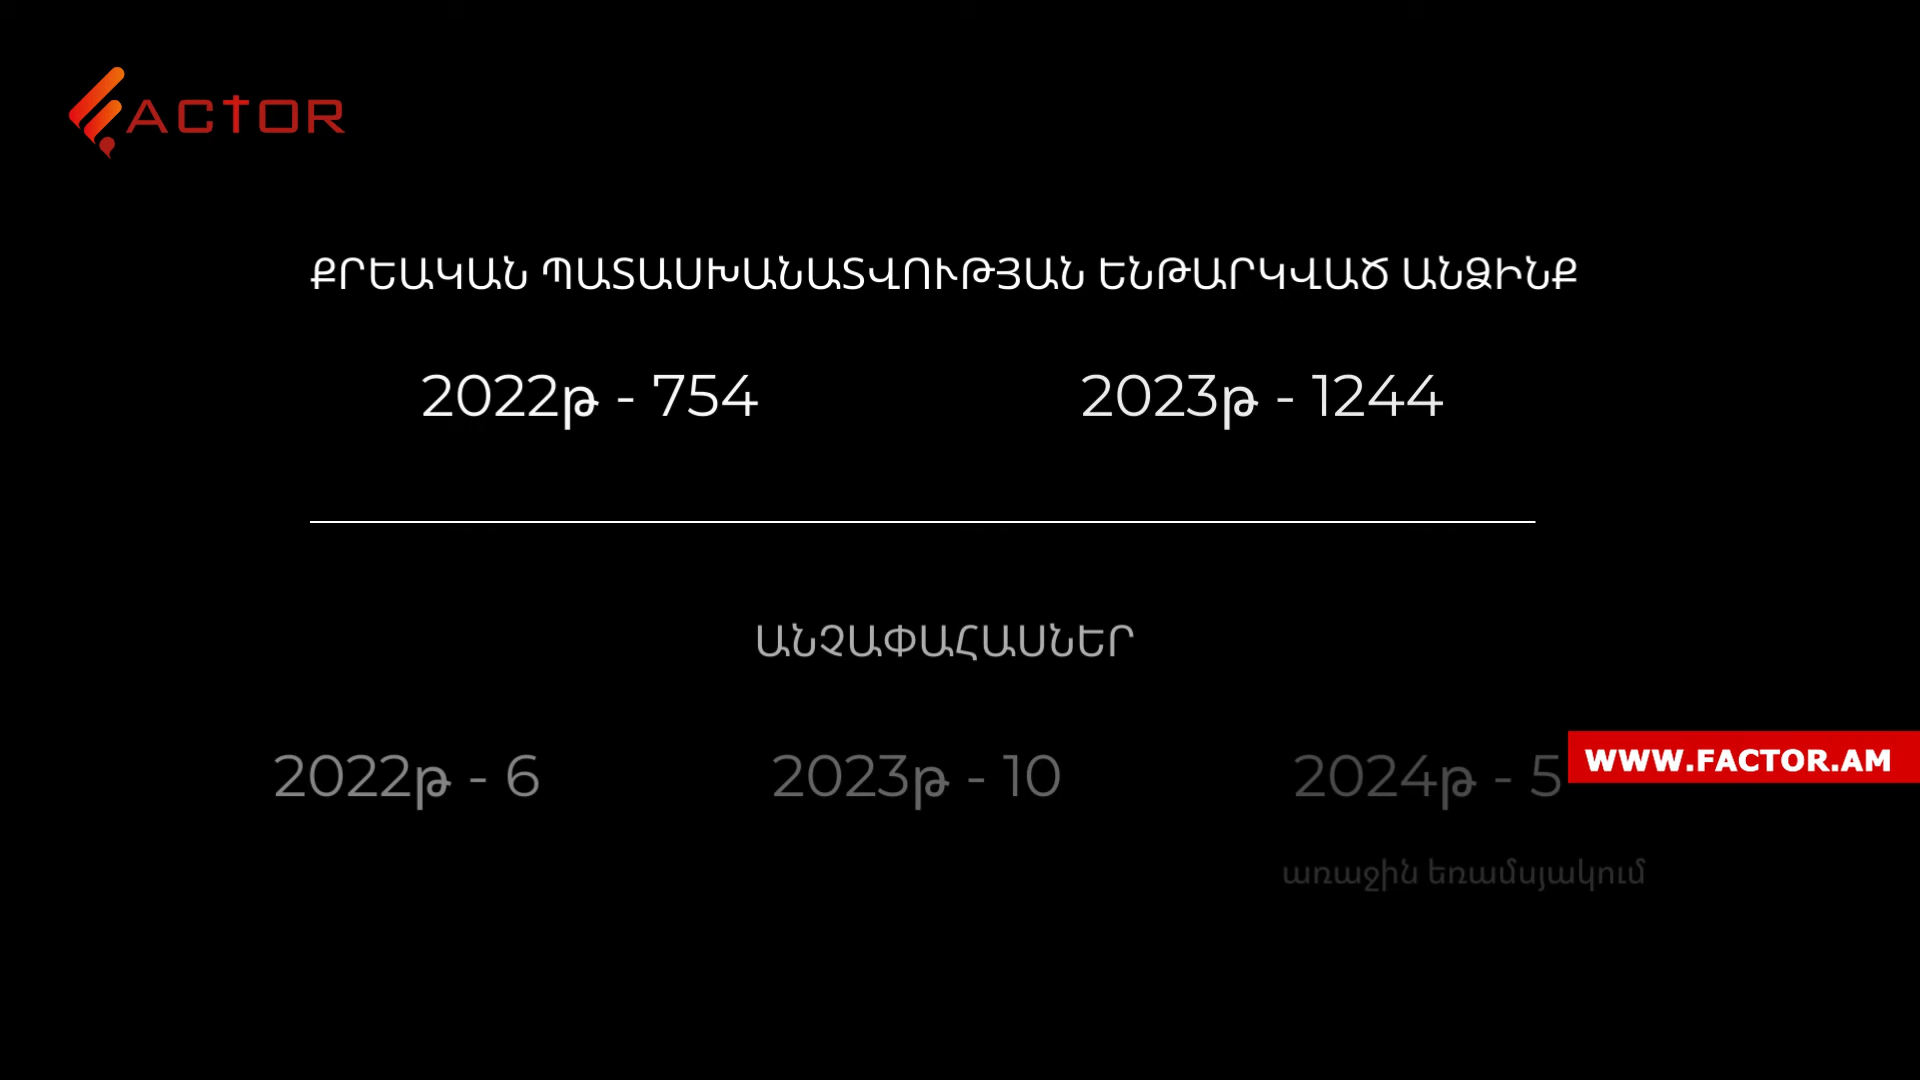 FACTOR
ՔՐԵԱԿԱՆ ՊԱՏԱՍԽԱՆԱՏՎՈՒԹՅԱՆ ԵՆԹԱՐԿՎԱԾ ԱՆՁԻՆՔ
2022թ - 754 2023թ - 1244
ԱՆՉԱՓԱՀԱՍՆԵՐ
2022թ - 6 2023թ - 10 2024թ - 5
WWW.FACTOR.AM
առաջին եռամսյակում